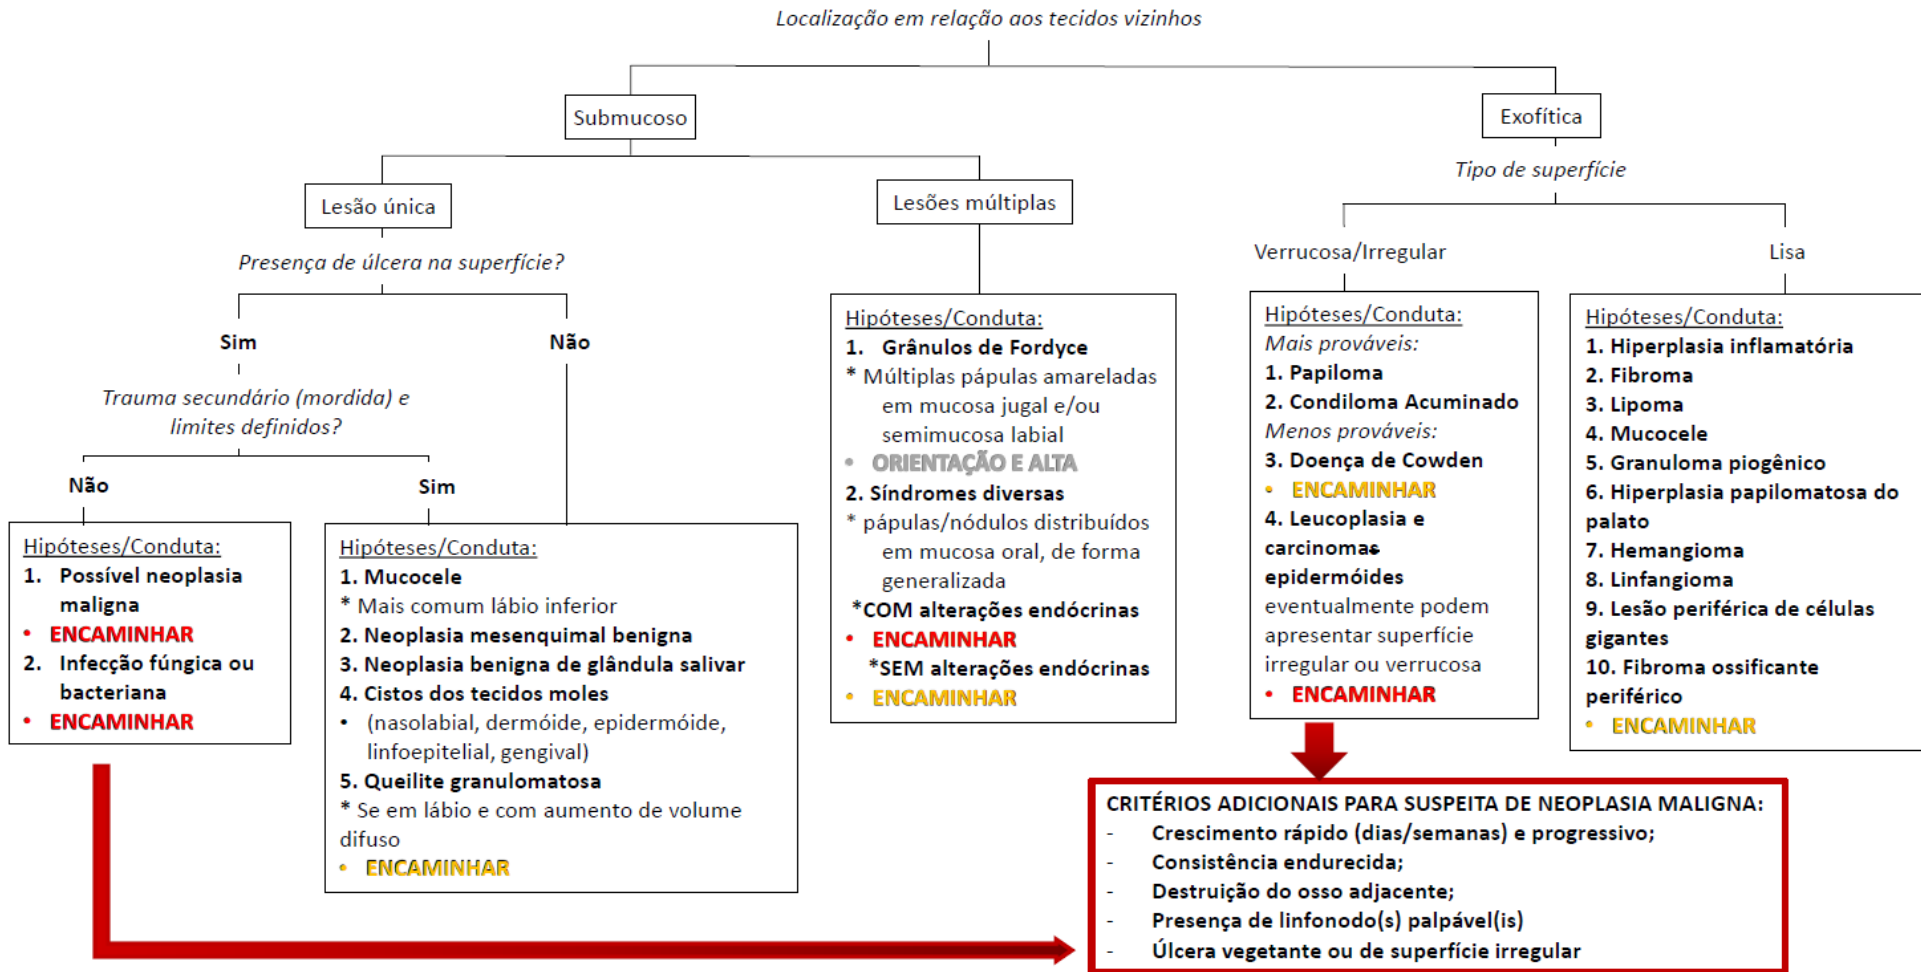 Localização em relação aos tecidos vizinhos
Submucoso
Exofítica
Lesão única
Lesões múltiplas
Tipo de superfície
Presença de úlcera na superfície?
Verrucosa/Irregular
Lisa
Sim
Não
Trauma secundário (mordida) e
limites definidos?
Não
Sim
Hipóteses/Conduta:
1. Possível neoplasia
maligna
• ENCAMINHAR
2. Infecção fúngica ou
bacteriana
• ENCAMINHAR
Hipóteses/Conduta:
1. Mucocele
* Mais comum lábio inferior
2. Neoplasia mesenquimal benigna
3. Neoplasia benigna de glândula salivar
4. Cistos dos tecidos moles
• (nasolabial, dermóide, epidermóide,
linfoepitelial, gengival)
5. Queilite granulomatosa
* Se em lábio e com aumento de volume
difuso
• ENCAMINHAR
Hipóteses/Conduta:
1. Grânulos de Fordyce
* Múltiplas pápulas amareladas
em mucosa jugal e/ou
semimucosa labial
• ORIENTAÇÃO E ALTA
2. Síndromes diversas
* pápulas/nódulos distribuídos
em mucosa oral, de forma
generalizada
*COM alterações endócrinas
• ENCAMINHAR
*SEM alterações endócrinas
• ENCAMINHAR
Hipóteses/Conduta:
Mais prováveis:
1. Papiloma
2. Condiloma Acuminado
Menos prováveis:
3. Doença de Cowden
• ENCAMINHAR
4. Leucoplasia e
carcinomas
epidermóides
eventualmente podem
apresentar superfície
irregular ou verrucosa
• ENCAMINHAR
Hipóteses/Conduta:
1. Hiperplasia inflamatória
2. Fibroma
3. Lipoma
4. Mucocele
5. Granuloma piogênico
6. Hiperplasia papilomatosa do
palato
7. Hemangioma
8. Linfangioma
9. Lesão periférica de células
gigantes
10. Fibroma ossificante
periférico
• ENCAMINHAR
CRITÉRIOS ADICIONAIS PARA SUSPEITA DE NEOPLASIA MALIGNA:
- Crescimento rápido (dias/semanas) e progressivo;
- Consistência endurecida;
- Destruição do osso adjacente;
- Presença de linfonodo(s) palpável(is)
- Úlcera vegetante ou de superfície irregular